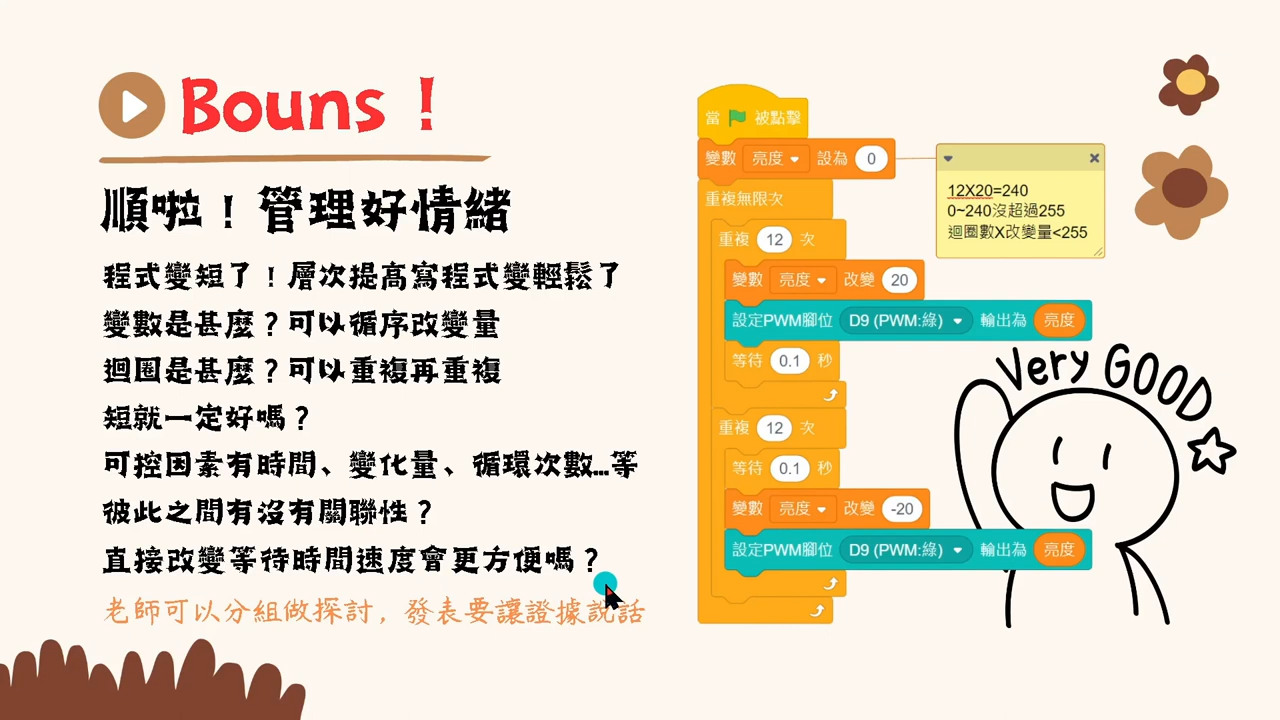 Bouns！
順啦！管理好情緒
程式變短了！層次提高寫程式變輕鬆了
變數是甚麼？可以循序改變量
迴圈是甚麼？可以重複再重複
短就一定好嗎？
可控因素有時間、變化量、循環次數...等
彼此之間有沒有關聯性？
直接改變等待時間速度會更方便嗎？
老師可以分組做探討，發表要讓證據說話
當 被點擊
變數 亮度 設為 0
重複無限次
重複 12 次
變數 亮度 改變 20
設定PWM腳位 D9 (PWM:綠) 輸出為 亮度
等待 0.1 秒
重複 12 次
等待 0.1 秒
變數 亮度 改變 -20
設定PWM腳位 D9 (PWM:綠) 輸出為 亮度
12X20=240
0~240沒超過255
迴圈數X改變量<255
Very GOOD